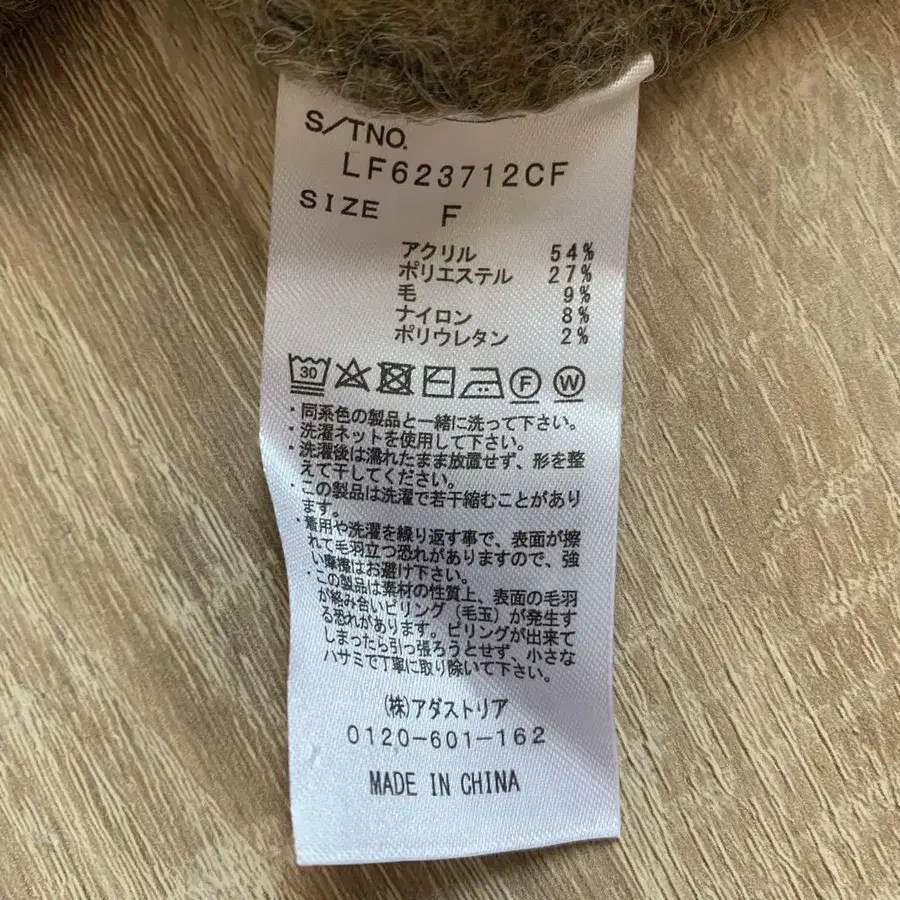 S/TNO.
LF623712CF
SIZE F
アクリル 54%
ポリエステル 27%
毛 9%
ナイロン 8%
ポリウレタン 2%
30 F W
・同系色の製品と一緒に洗って下さい。
・洗濯ネットを使用して下さい。
・洗濯後は濡れたまま放置せず、形を整
えて干してください。
・この製品は洗濯で若干縮むことがあり
ます。
・着用や洗濯を繰り返す事で、表面が擦
れて毛羽立つ恐れがありますので、強
い摩擦はお避け下さい。
・この製品は素材の性質上、表面の毛羽
が絡み合いピリング(毛玉)が発生す
る恐れがあります。ピリングが出来て
しまったら引っ張ろうとせず、小さな
ハサミで丁寧に取り除いて下さい。
(株)アダストリア
0120-601-162
MADE IN CHINA